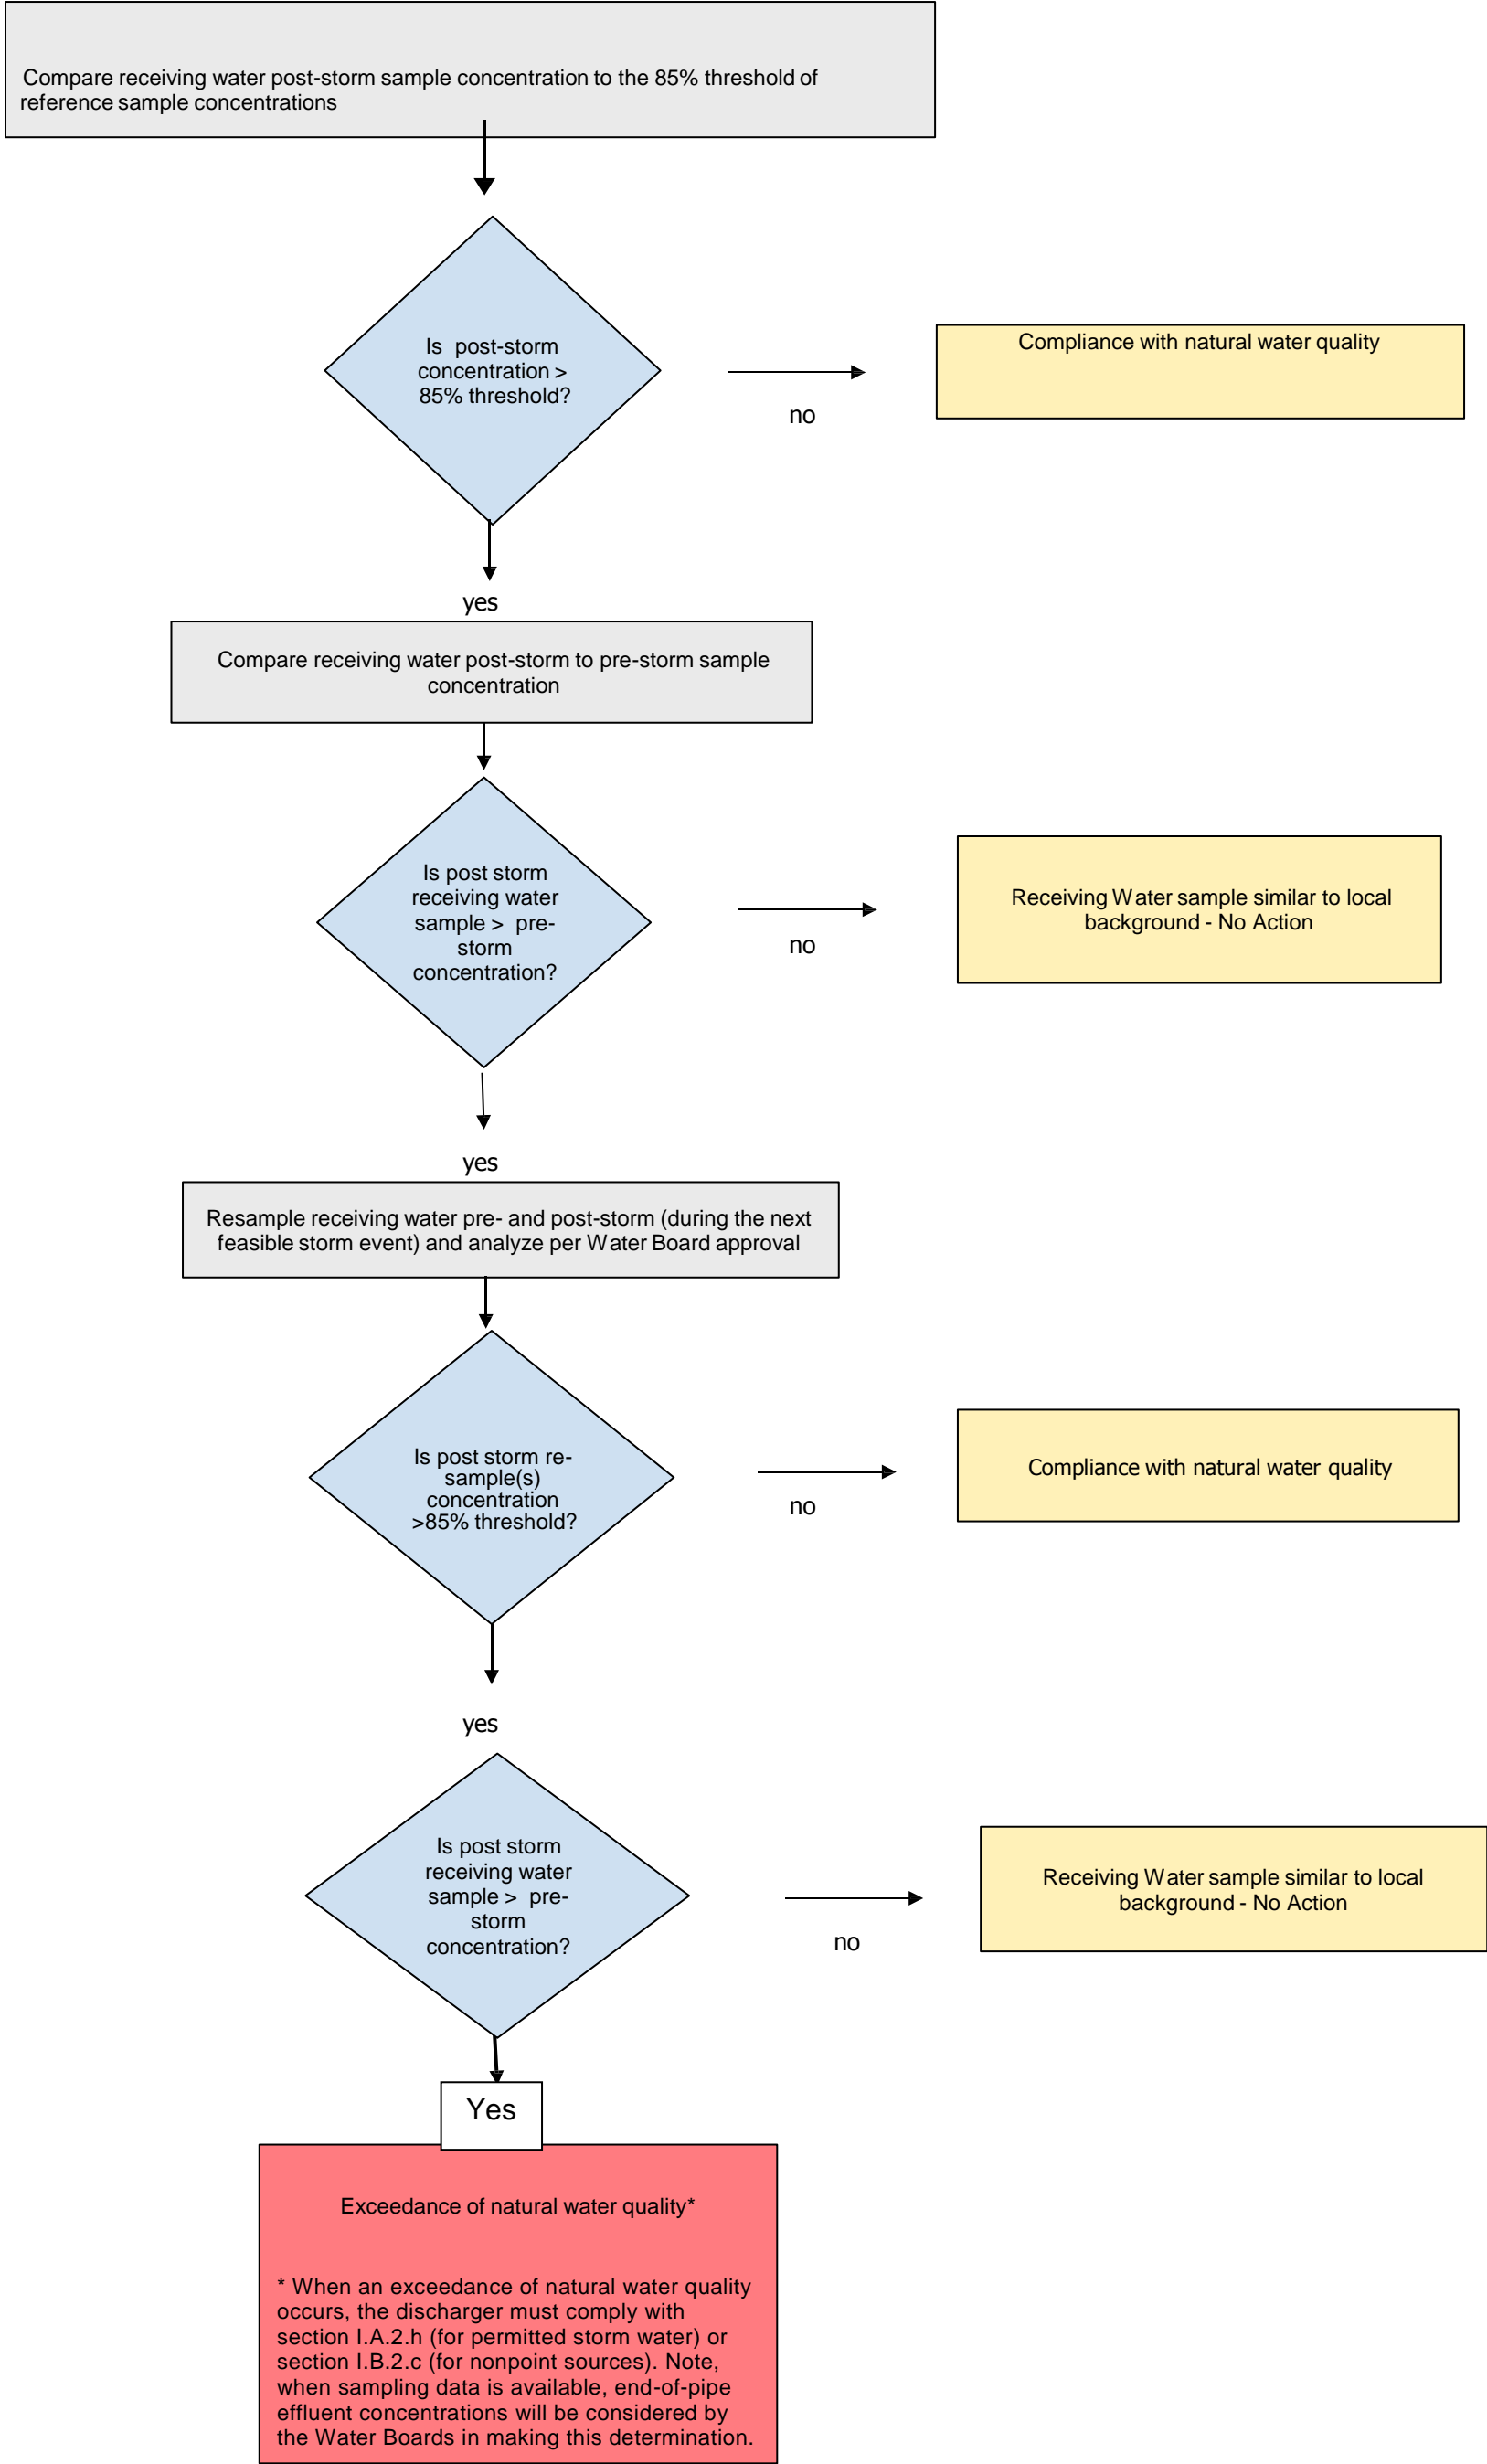 Compare receiving water post-storm sample concentration to the 85% threshold of
reference sample concentrations
Is post-storm
concentration >
85% threshold?
no
Compliance with natural water quality
yes
Compare receiving water post-storm to pre-storm sample
concentration
Is post storm
receiving water
sample > pre-
storm
concentration?
no
Receiving Water sample similar to local
background - No Action
yes
Resample receiving water pre- and post-storm (during the next
feasible storm event) and analyze per Water Board approval
Is post storm re-
sample(s)
concentration
>85% threshold?
no
Compliance with natural water quality
yes
Is post storm
receiving water
sample > pre-
storm
concentration?
no
Receiving Water sample similar to local
background - No Action
Yes
Exceedance of natural water quality*
* When an exceedance of natural water quality
occurs, the discharger must comply with
section I.A.2.h (for permitted storm water) or
section I.B.2.c (for nonpoint sources). Note,
when sampling data is available, end-of-pipe
effluent concentrations will be considered by
the Water Boards in making this determination.